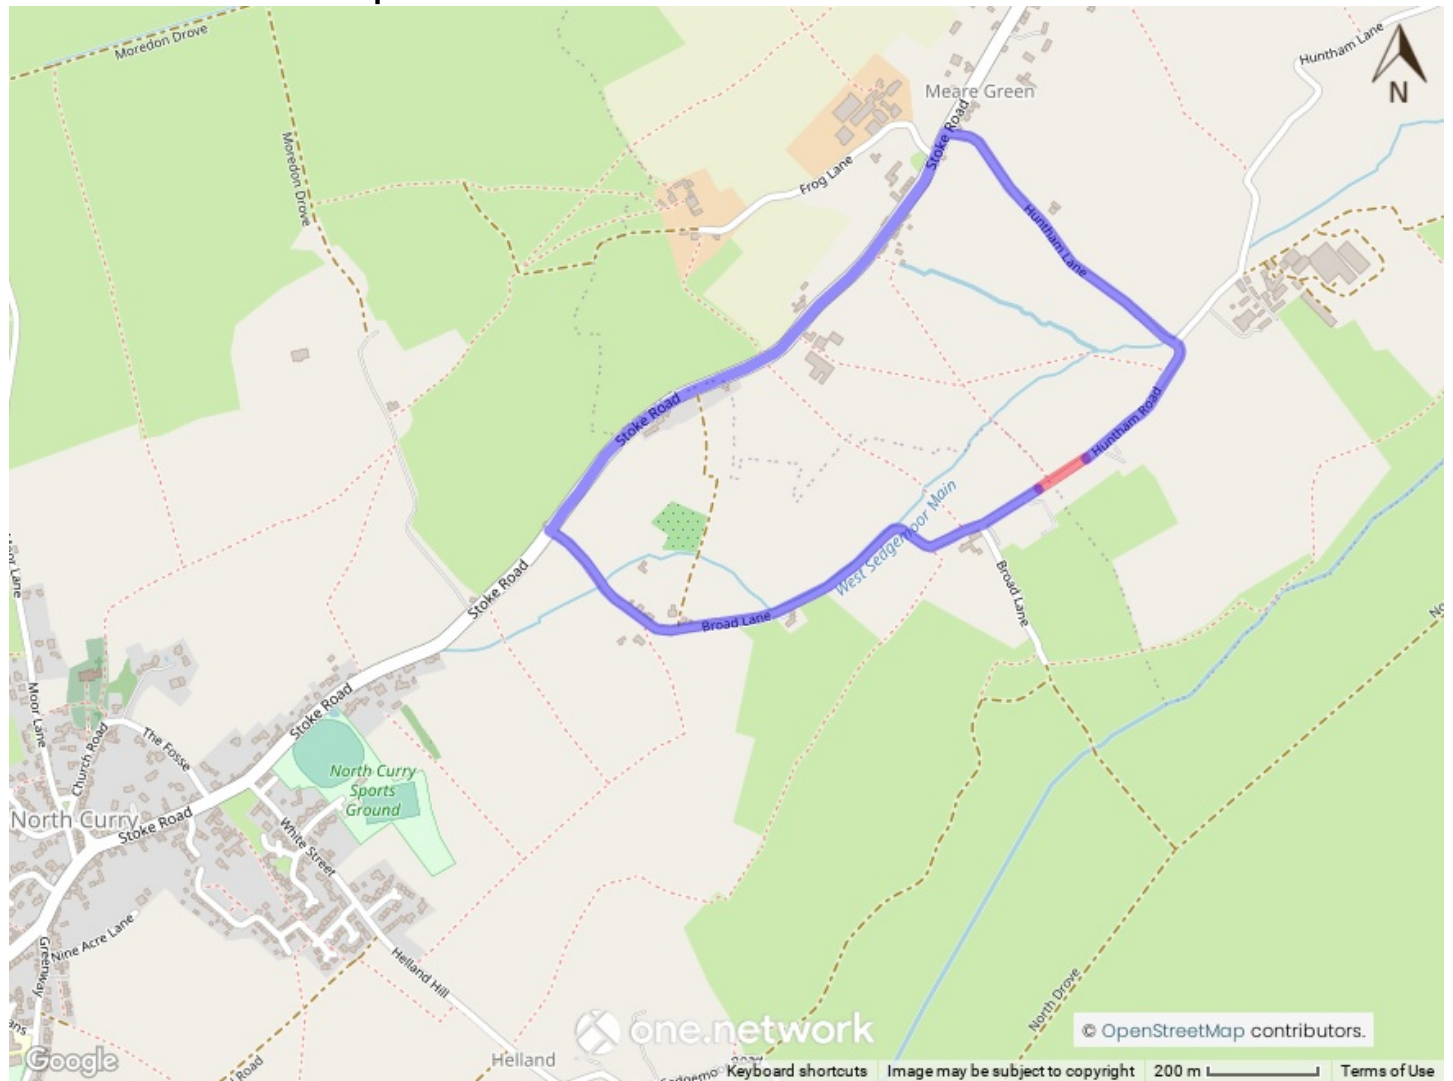 Moredon Drove
Huntham Lane
N
Meare Green
Stoke Road
Moredon Drove
Frog Lane
Huntham Lane
Stoke Road
Huntham Road
West Sedgemoor Main
Stoke Road
Broad Lane
Broad Lane
Moor Lane
Stoke Road
Church Road
The Fosse
North Curry
Sports
Ground
North Curry
Stoke Road
White Street
Nine Acre Lane
Greenway
Helland Hill
North Drove
one.network
© OpenStreetMap contributors.
Google
Helland
Keyboard shortcuts
Image may be subject to copyright
200 m
Terms of Use